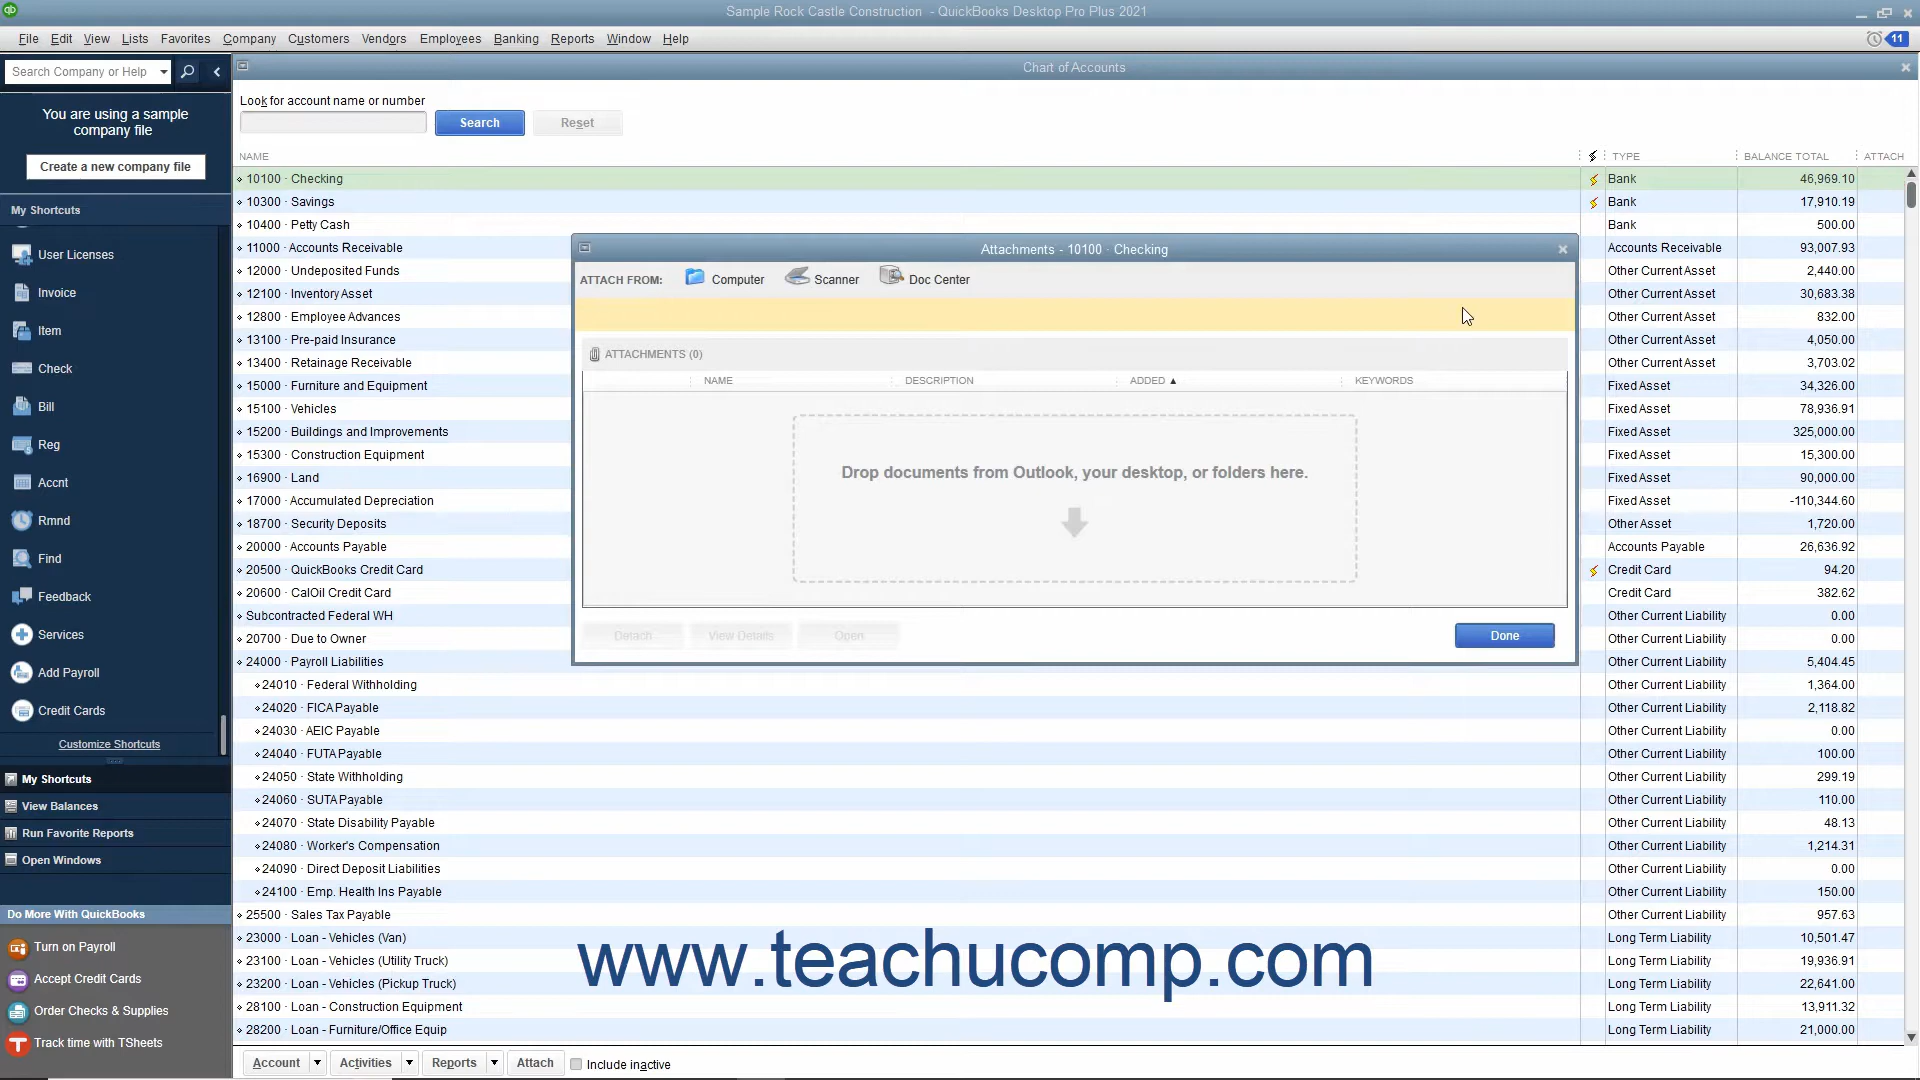 Sample Rock Castle Construction - QuickBooks Desktop Pro Plus 2021
File Edit View Lists Favorites Company Customers Vendors Employees Banking Reports Window Help
11
Search Company or Help
Chart of Accounts
You are using a sample
company file
Create a new company file
My Shortcuts
User Licenses
Invoice
Item
Check
Bill
Reg
Accnt
Rmnd
Find
Feedback
Services
Add Payroll
Credit Cards
Customize Shortcuts
My Shortcuts
View Balances
Run Favorite Reports
Open Windows
Do More With QuickBooks
Turn on Payroll
Accept Credit Cards
Order Checks & Supplies
Track time with TSheets
Look for account name or number
Search Reset
NAME TYPE BALANCE TOTAL ATTACH
10100 · Checking Bank 46,969.10
10300 · Savings Bank 17,910.19
10400 · Petty Cash Bank 500.00
11000 · Accounts Receivable Accounts Receivable 93,007.93
12000 · Undeposited Funds Other Current Asset 2,440.00
12100 · Inventory Asset Other Current Asset 30,683.38
12800 · Employee Advances Other Current Asset 832.00
13100 · Pre-paid Insurance Other Current Asset 4,050.00
13400 · Retainage Receivable Other Current Asset 3,703.02
15000 · Furniture and Equipment Fixed Asset 34,326.00
15100 · Vehicles Fixed Asset 78,936.91
15200 · Buildings and Improvements Fixed Asset 325,000.00
15300 · Construction Equipment Fixed Asset 15,300.00
16900 · Land Fixed Asset 90,000.00
17000 · Accumulated Depreciation Fixed Asset -110,344.60
18700 · Security Deposits Other Asset 1,720.00
20000 · Accounts Payable Accounts Payable 26,636.92
20500 · QuickBooks Credit Card Credit Card 94.20
20600 · CalOil Credit Card Credit Card 382.62
Subcontracted Federal WH Other Current Liability 0.00
20700 · Due to Owner Other Current Liability 0.00
24000 · Payroll Liabilities Other Current Liability 5,404.45
24010 · Federal Withholding Other Current Liability 1,364.00
24020 · FICA Payable Other Current Liability 2,118.82
24030 · AEIC Payable Other Current Liability 0.00
24040 · FUTA Payable Other Current Liability 100.00
24050 · State Withholding Other Current Liability 299.19
24060 · SUTA Payable Other Current Liability 110.00
24070 · State Disability Payable Other Current Liability 48.13
24080 · Worker's Compensation Other Current Liability 1,214.31
24090 · Direct Deposit Liabilities Other Current Liability 0.00
24100 · Emp. Health Ins Payable Other Current Liability 150.00
25500 · Sales Tax Payable Other Current Liability 957.63
23000 · Loan - Vehicles (Van) Long Term Liability 10,501.47
23100 · Loan - Vehicles (Utility Truck) Long Term Liability 19,936.91
23200 · Loan - Vehicles (Pickup Truck) Long Term Liability 22,641.00
28100 · Loan - Construction Equipment Long Term Liability 13,911.32
28200 · Loan - Furniture/Office Equip Long Term Liability 21,000.00
Account Activities Reports Attach Include inactive
Attachments - 10100 · Checking
ATTACH FROM: Computer Scanner Doc Center
ATTACHMENTS (0)
NAME DESCRIPTION ADDED KEYWORDS
Drop documents from Outlook, your desktop, or folders here.
Detach View Details Open Done
www.teachucomp.com